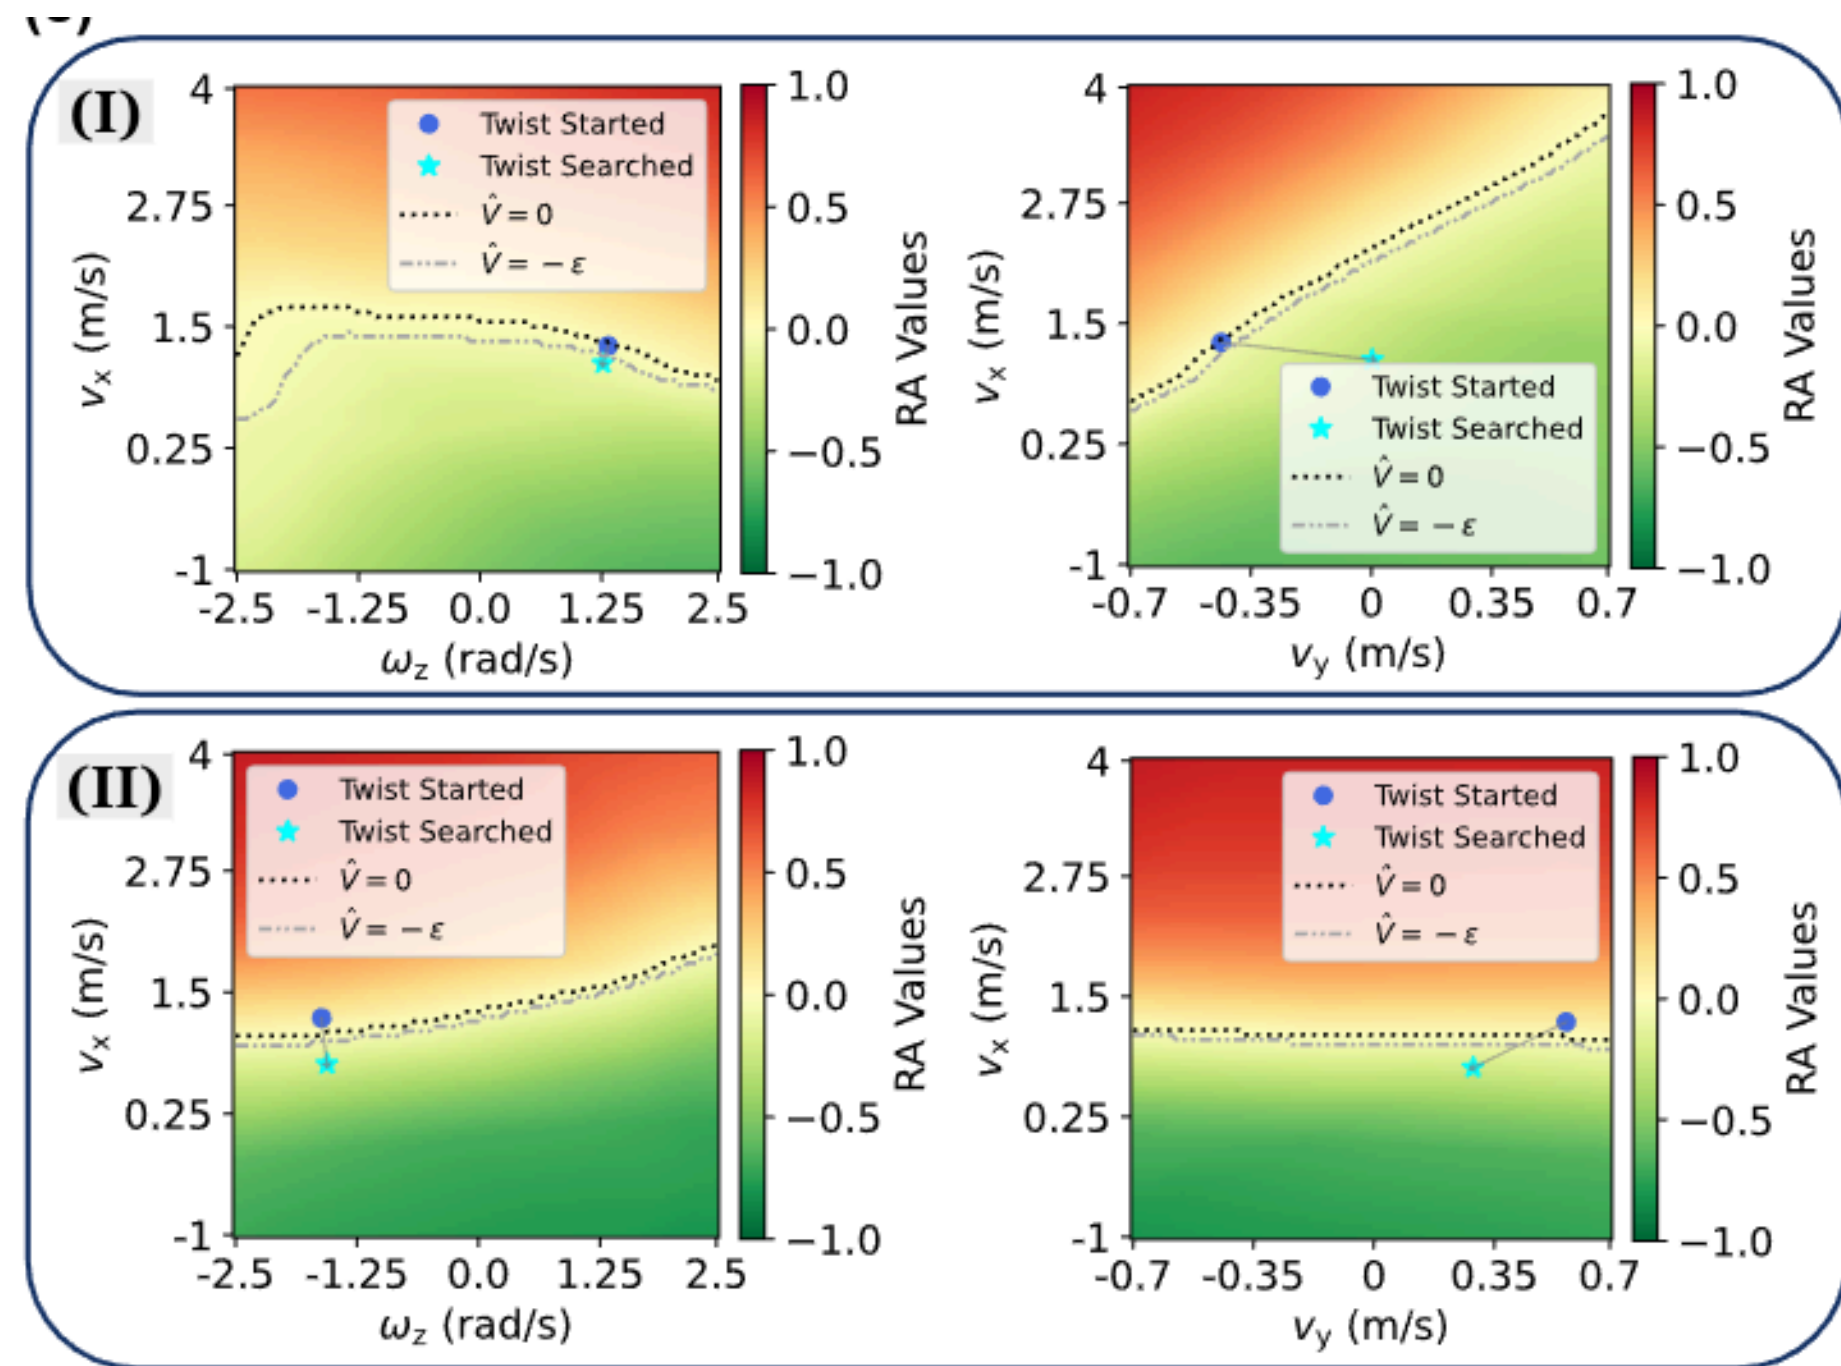 (I)
4
2.75
1.5
0.25
-1
v_x (m/s)
Twist Started
Twist Searched
V̂ = 0
V̂ = − ε
-2.5 -1.25 0.0 1.25 2.5
ω_z (rad/s)
1.0
0.5
0.0
−0.5
−1.0
RA Values
4
2.75
1.5
0.25
-1
v_x (m/s)
Twist Started
Twist Searched
V̂ = 0
V̂ = − ε
-0.7 -0.35 0 0.35 0.7
v_y (m/s)
1.0
0.5
0.0
−0.5
−1.0
RA Values
(II)
4
2.75
1.5
0.25
-1
v_x (m/s)
Twist Started
Twist Searched
V̂ = 0
V̂ = − ε
-2.5 -1.25 0.0 1.25 2.5
ω_z (rad/s)
1.0
0.5
0.0
−0.5
−1.0
RA Values
4
2.75
1.5
0.25
-1
v_x (m/s)
Twist Started
Twist Searched
V̂ = 0
V̂ = − ε
-0.7 -0.35 0 0.35 0.7
v_y (m/s)
1.0
0.5
0.0
−0.5
−1.0
RA Values